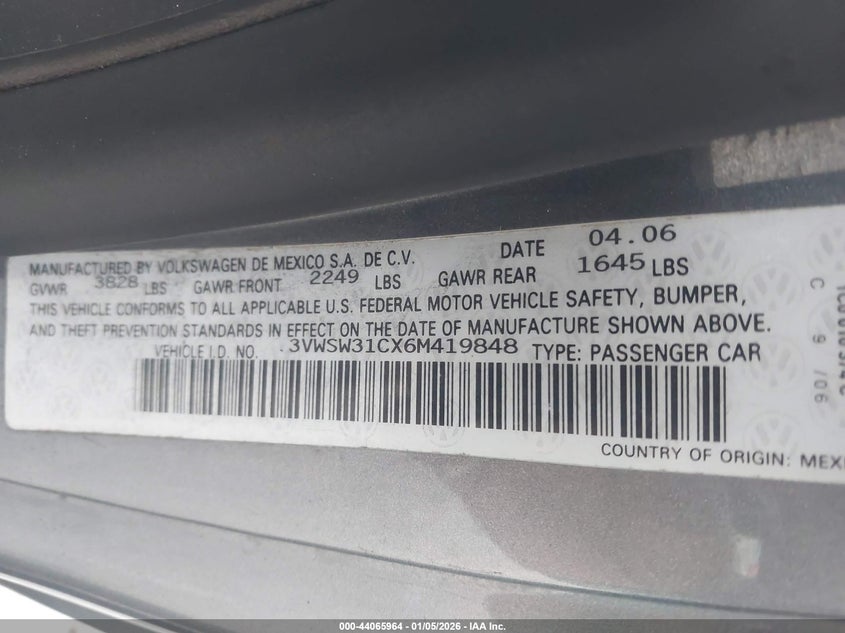 MANUFACTURED BY VOLKSWAGEN DE MEXICO S.A. DE C.V. DATE 04.06
GVWR 3828 LBS GAWR FRONT 2249 LBS GAWR REAR 1645 LBS
THIS VEHICLE CONFORMS TO ALL APPLICABLE U.S. FEDERAL MOTOR VEHICLE SAFETY, BUMPER,
AND THEFT PREVENTION STANDARDS IN EFFECT ON THE DATE OF MANUFACTURE SHOWN ABOVE.
VEHICLE I.D. NO. 3VWSW31CX6M419848 TYPE: PASSENGER CAR
COUNTRY OF ORIGIN: MEXI
C 9 /06
000-44065964 - 01/05/2026 - IAA Inc.